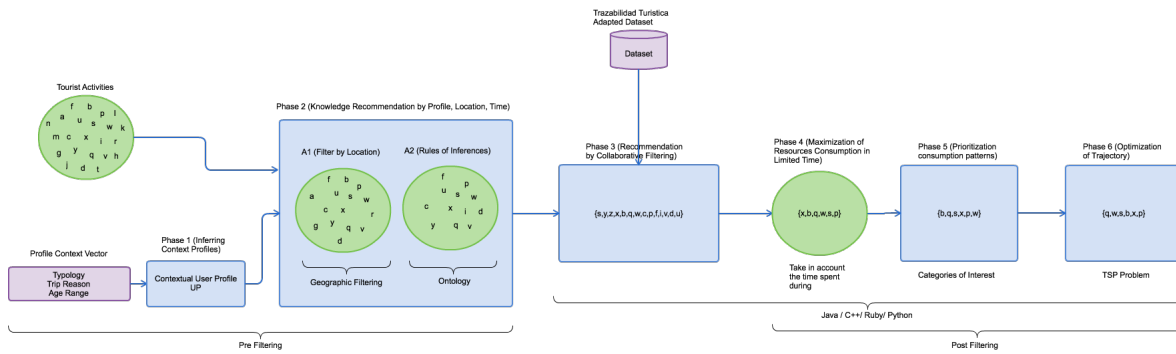 Trazabilidad Turistica
Adapted Dataset
Dataset
Tourist Activities
f b
n a p l
u s w k
m c x i r
g y q v h
j d t
Phase 2 (Knowledge Recommendation by Profile, Location, Time)
A1 (Filter by Location)
f b p
a u s w
c x r
g y q v
d
Geographic Filtering
A2 (Rules of Inferences)
f p
u s w
c x i d
y q v
Ontology
Profile Context Vector
Typology
Trip Reason
Age Range
Phase 1 (Inferring
Context Profiles)
Contextual User Profile
UP
Pre Filtering
Phase 3 (Recommendation
by Collaborative Filtering)
{s,y,z,x,b,q,w,c,p,f,i,v,d,u}
Phase 4 (Maximization of
Resources Consumption in
Limited Time)
{x,b,q,w,s,p}
Take in account
the time spent
during
Phase 5 (Prioritization
consumption patterns)
{b,q,s,x,p,w}
Categories of Interest
Phase 6 (Optimization
of Trajectory)
{q,w,s,b,x,p}
TSP Problem
Java / C++/ Ruby/ Python
Post Filtering